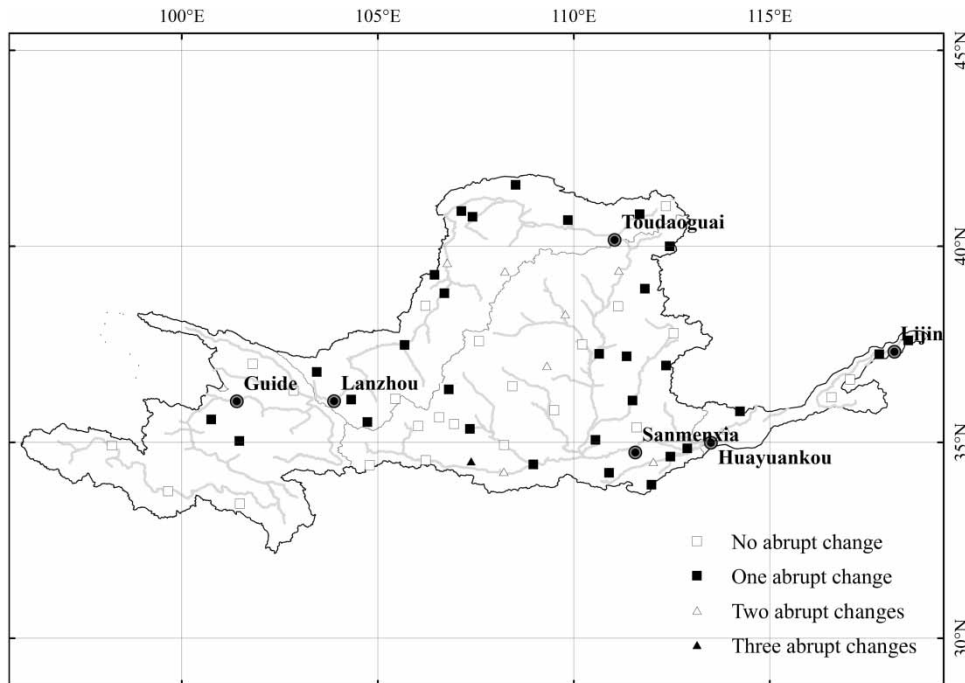 100°E 105°E 110°E 115°E
45°N
Toudaoguai
40°N
Lijin
Guide Lanzhou
Sanmenxia
35°N
Huayuankou
No abrupt change
One abrupt change
Two abrupt changes
Three abrupt changes
30°N